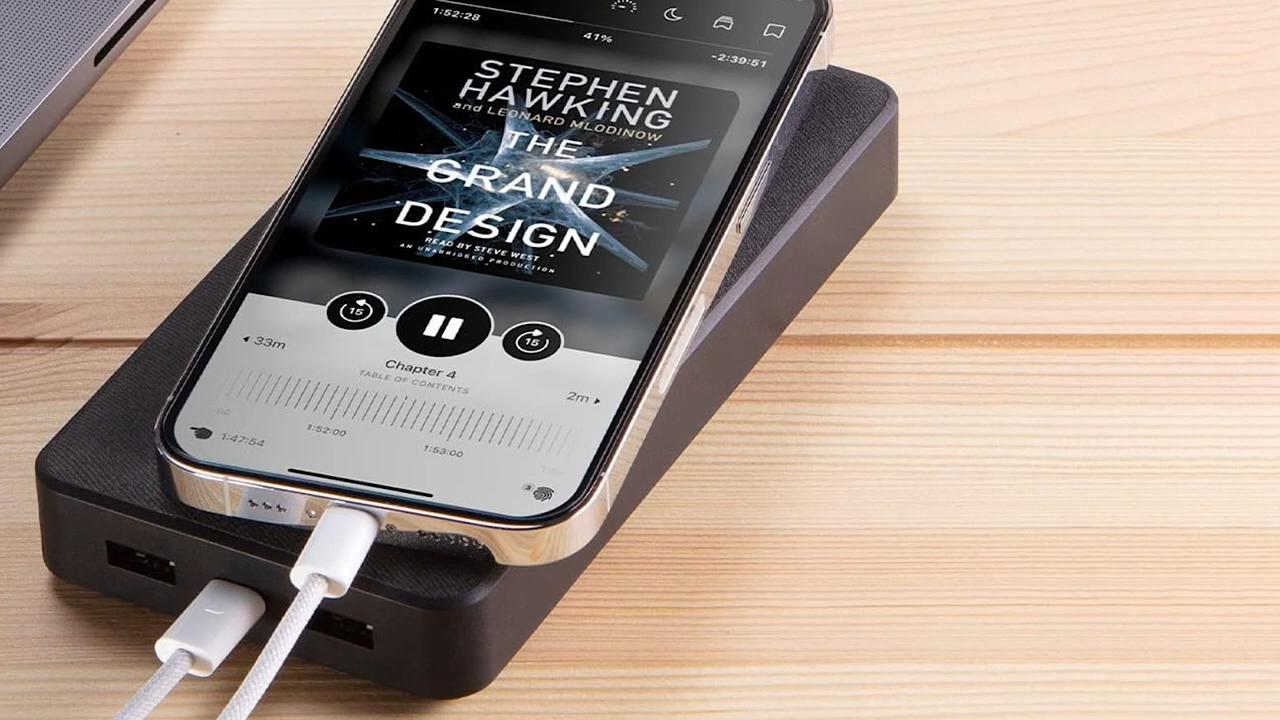 1:52:28
41%
-2:39:51
STEPHEN
HAWKING
and LEONARD MLODINOW
THE
GRAND
DESIGN
READ BY STEVE WEST
AN UNABRIDGED PRODUCTION
15
15
33m
Chapter 4
TABLE OF CONTENTS
2m
1:52:00
1:53:00
1:47:54